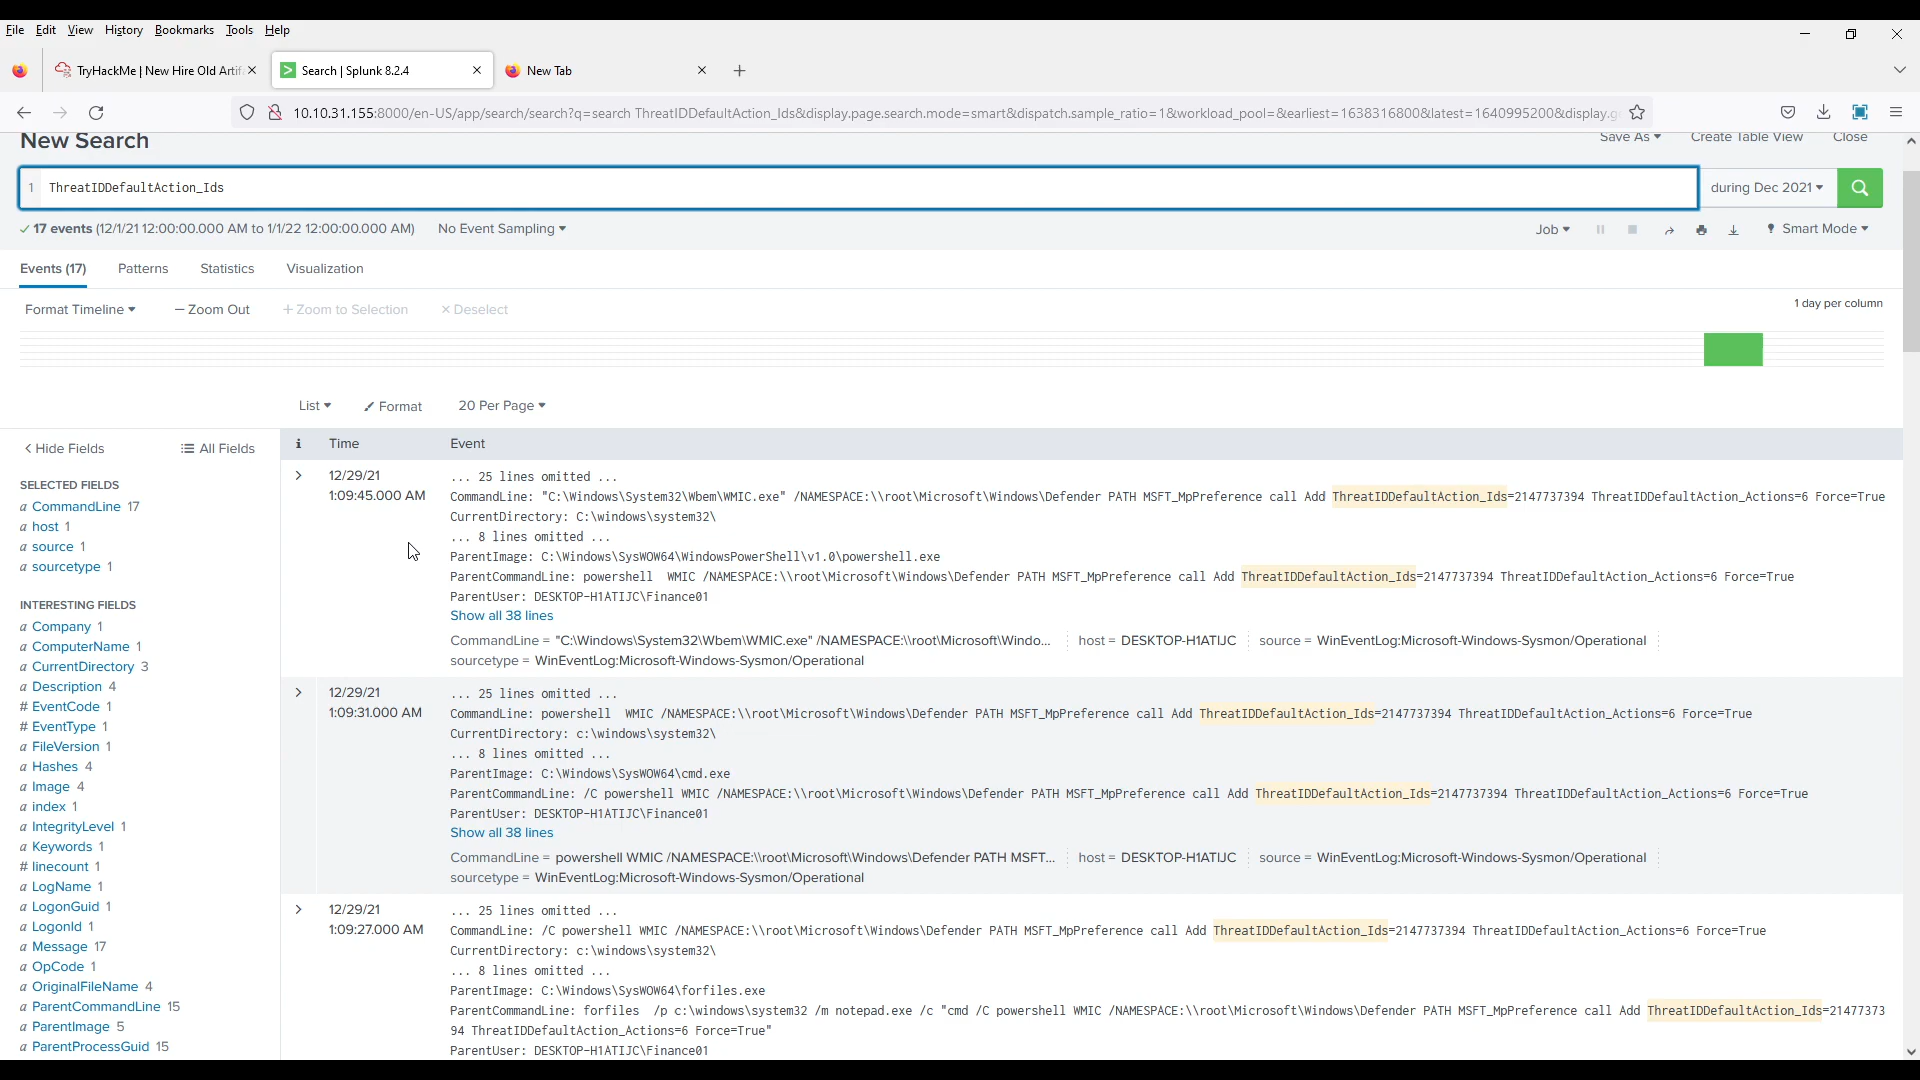 File Edit View History Bookmarks Tools Help
TryHackMe | New Hire Old Artif
Search | Splunk 8.2.4
New Tab
10.10.31.155:8000/en-US/app/search/search?q=search ThreatIDDefaultAction_Ids&display.page.search.mode=smart&dispatch.sample_ratio=1&workload_pool=&earliest=1638316800&latest=1640995200&display.g
New Search
Save As Create Table View Close
1 ThreatIDDefaultAction_Ids
during Dec 2021
17 events (12/1/21 12:00:00.000 AM to 1/1/22 12:00:00.000 AM) No Event Sampling
Job Smart Mode
Events (17) Patterns Statistics Visualization
Format Timeline — Zoom Out + Zoom to Selection × Deselect
1 day per column
List Format 20 Per Page
< Hide Fields All Fields
SELECTED FIELDS
a CommandLine 17
a host 1
a source 1
a sourcetype 1
INTERESTING FIELDS
a Company 1
a ComputerName 1
a CurrentDirectory 3
a Description 4
# EventCode 1
# EventType 1
a FileVersion 1
a Hashes 4
a Image 4
a index 1
a IntegrityLevel 1
a Keywords 1
# linecount 1
a LogName 1
a LogonGuid 1
a LogonId 1
a Message 17
a OpCode 1
a OriginalFileName 4
a ParentCommandLine 15
a ParentImage 5
a ParentProcessGuid 15
i Time Event
12/29/21
1:09:45.000 AM
... 25 lines omitted ...
CommandLine: "C:\Windows\System32\Wbem\WMIC.exe" /NAMESPACE:\\root\Microsoft\Windows\Defender PATH MSFT_MpPreference call Add ThreatIDDefaultAction_Ids=2147737394 ThreatIDDefaultAction_Actions=6 Force=True
CurrentDirectory: C:\windows\system32\
... 8 lines omitted ...
ParentImage: C:\Windows\SysWOW64\WindowsPowerShell\v1.0\powershell.exe
ParentCommandLine: powershell  WMIC /NAMESPACE:\\root\Microsoft\Windows\Defender PATH MSFT_MpPreference call Add ThreatIDDefaultAction_Ids=2147737394 ThreatIDDefaultAction_Actions=6 Force=True
ParentUser: DESKTOP-H1ATIJC\Finance01
Show all 38 lines
CommandLine = "C:\Windows\System32\Wbem\WMIC.exe" /NAMESPACE:\\root\Microsoft\Windo... host = DESKTOP-H1ATIJC source = WinEventLog:Microsoft-Windows-Sysmon/Operational
sourcetype = WinEventLog:Microsoft-Windows-Sysmon/Operational
12/29/21
1:09:31.000 AM
... 25 lines omitted ...
CommandLine: powershell  WMIC /NAMESPACE:\\root\Microsoft\Windows\Defender PATH MSFT_MpPreference call Add ThreatIDDefaultAction_Ids=2147737394 ThreatIDDefaultAction_Actions=6 Force=True
CurrentDirectory: c:\windows\system32\
... 8 lines omitted ...
ParentImage: C:\Windows\SysWOW64\cmd.exe
ParentCommandLine: /C powershell WMIC /NAMESPACE:\\root\Microsoft\Windows\Defender PATH MSFT_MpPreference call Add ThreatIDDefaultAction_Ids=2147737394 ThreatIDDefaultAction_Actions=6 Force=True
ParentUser: DESKTOP-H1ATIJC\Finance01
Show all 38 lines
CommandLine = powershell WMIC /NAMESPACE:\\root\Microsoft\Windows\Defender PATH MSFT... host = DESKTOP-H1ATIJC source = WinEventLog:Microsoft-Windows-Sysmon/Operational
sourcetype = WinEventLog:Microsoft-Windows-Sysmon/Operational
12/29/21
1:09:27.000 AM
... 25 lines omitted ...
CommandLine: /C powershell WMIC /NAMESPACE:\\root\Microsoft\Windows\Defender PATH MSFT_MpPreference call Add ThreatIDDefaultAction_Ids=2147737394 ThreatIDDefaultAction_Actions=6 Force=True
CurrentDirectory: c:\windows\system32\
... 8 lines omitted ...
ParentImage: C:\Windows\SysWOW64\forfiles.exe
ParentCommandLine: forfiles  /p c:\windows\system32 /m notepad.exe /c "cmd /C powershell WMIC /NAMESPACE:\\root\Microsoft\Windows\Defender PATH MSFT_MpPreference call Add ThreatIDDefaultAction_Ids=21477373
94 ThreatIDDefaultAction_Actions=6 Force=True"
ParentUser: DESKTOP-H1ATIJC\Finance01